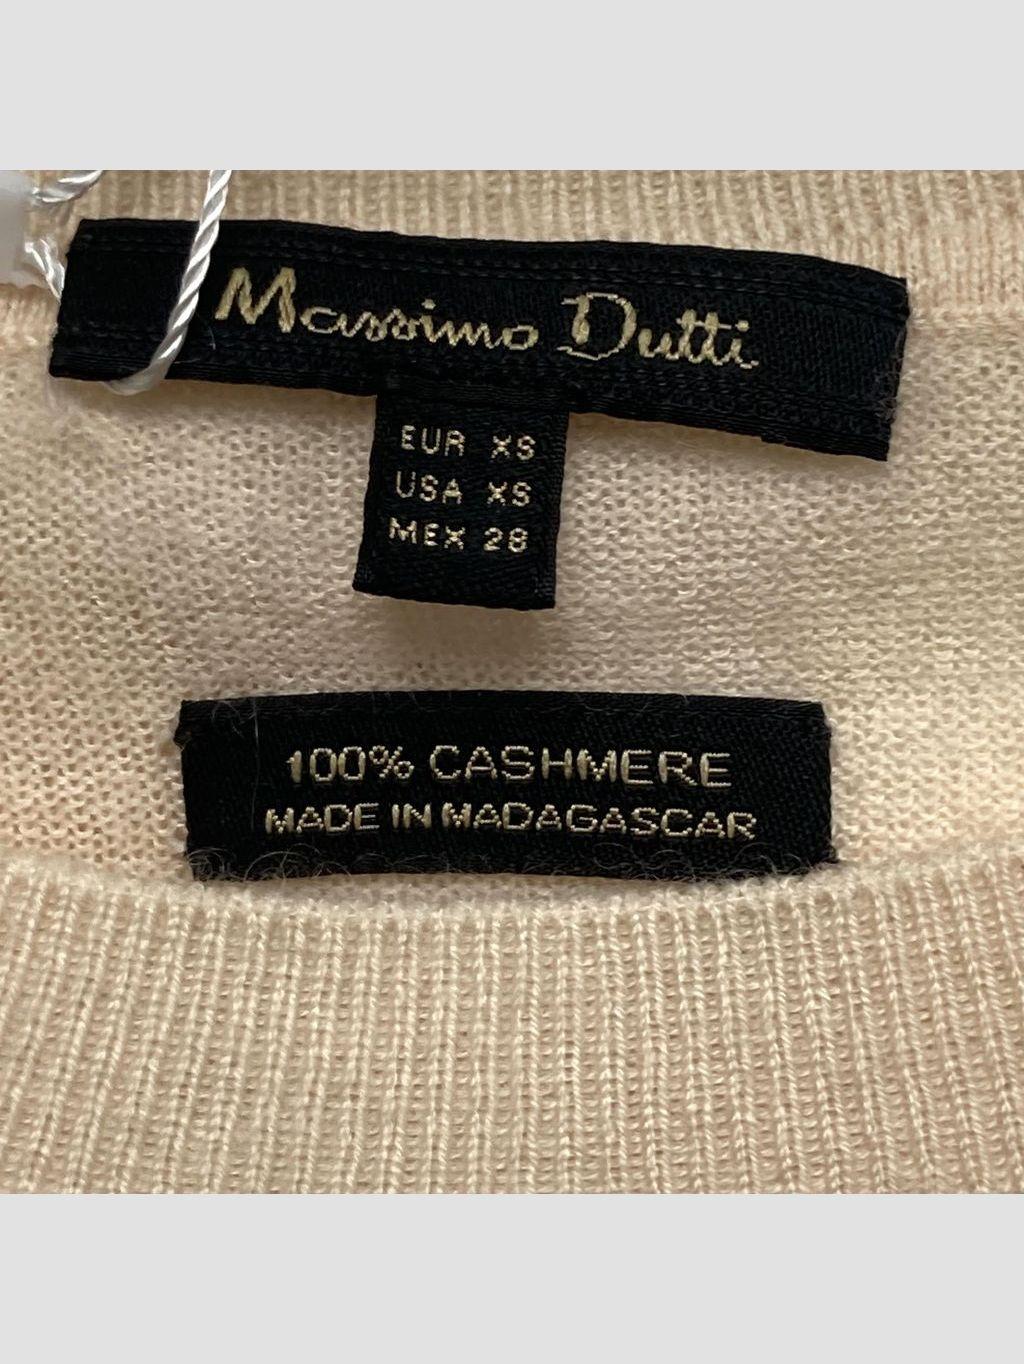 Massimo Dutti
EUR XS
USA XS
MEX 28
100% CASHMERE
MADE IN MADAGASCAR